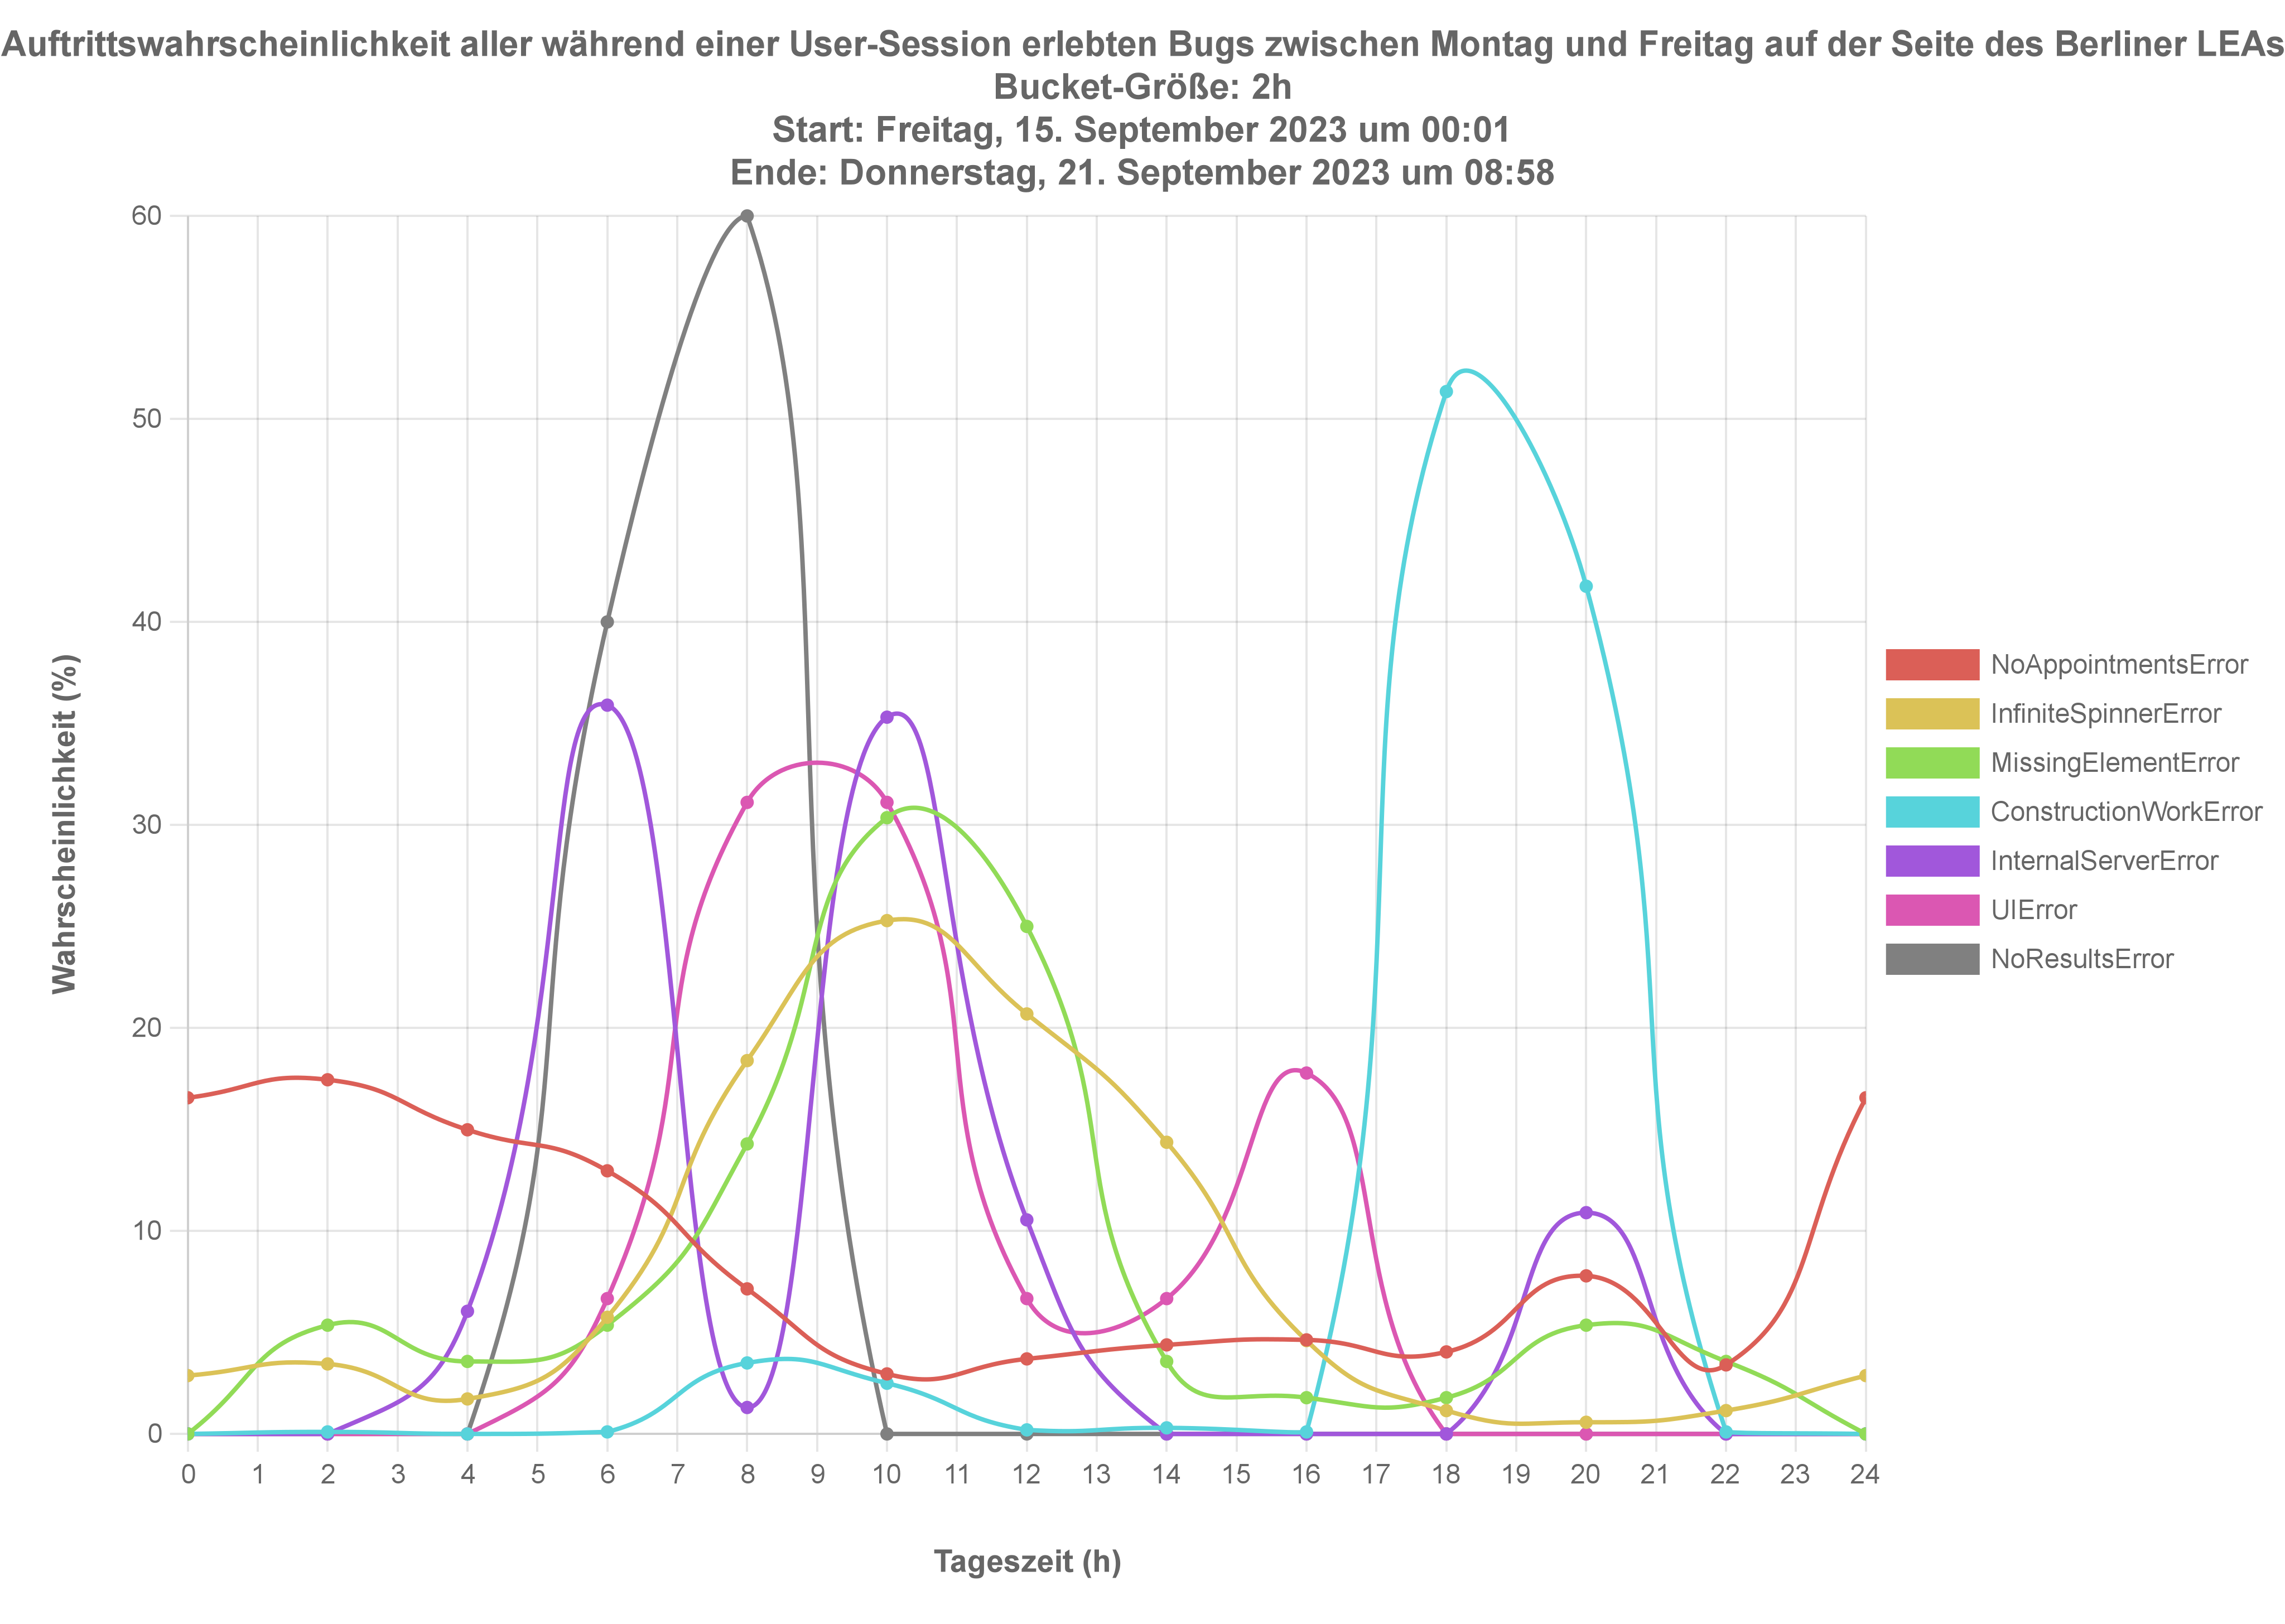 Auftrittswahrscheinlichkeit aller während einer User-Session erlebten Bugs zwischen Montag und Freitag auf der Seite des Berliner LEAs
Bucket-Größe: 2h
Start: Freitag, 15. September 2023 um 00:01
Ende: Donnerstag, 21. September 2023 um 08:58
Wahrscheinlichkeit (%)
60
50
40
30
20
10
0
0 1 2 3 4 5 6 7 8 9 10 11 12 13 14 15 16 17 18 19 20 21 22 23 24
Tageszeit (h)
NoAppointmentsError
InfiniteSpinnerError
MissingElementError
ConstructionWorkError
InternalServerError
UIError
NoResultsError